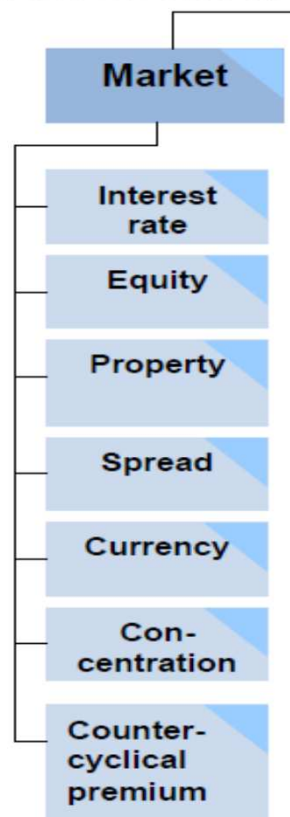 Market
Interest
rate
Equity
Property
Spread
Currency
Con-
centration
Counter-
cyclical
premium